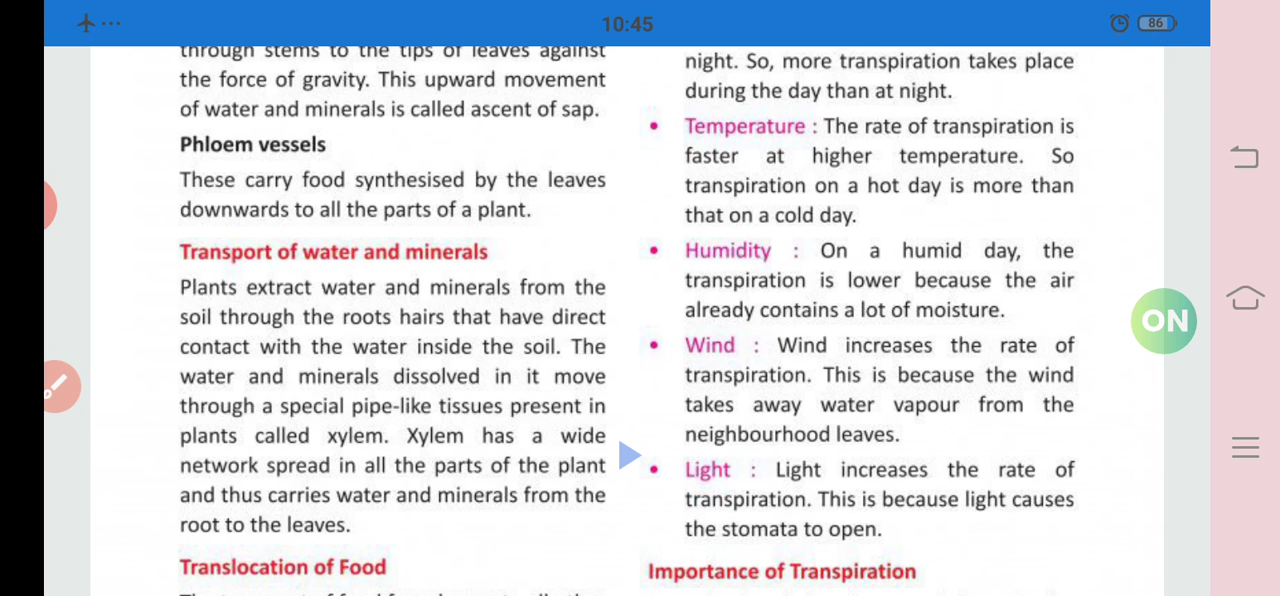 10:45
86
through stems to the tips of leaves against
the force of gravity. This upward movement
of water and minerals is called ascent of sap.
Phloem vessels
These carry food synthesised by the leaves
downwards to all the parts of a plant.
Transport of water and minerals
Plants extract water and minerals from the
soil through the roots hairs that have direct
contact with the water inside the soil. The
water and minerals dissolved in it move
through a special pipe-like tissues present in
plants called xylem. Xylem has a wide
network spread in all the parts of the plant
and thus carries water and minerals from the
root to the leaves.
Translocation of Food
night. So, more transpiration takes place
during the day than at night.
• Temperature : The rate of transpiration is
faster at higher temperature. So
transpiration on a hot day is more than
that on a cold day.
• Humidity : On a humid day, the
transpiration is lower because the air
already contains a lot of moisture.
• Wind : Wind increases the rate of
transpiration. This is because the wind
takes away water vapour from the
neighbourhood leaves.
• Light : Light increases the rate of
transpiration. This is because light causes
the stomata to open.
Importance of Transpiration
ON